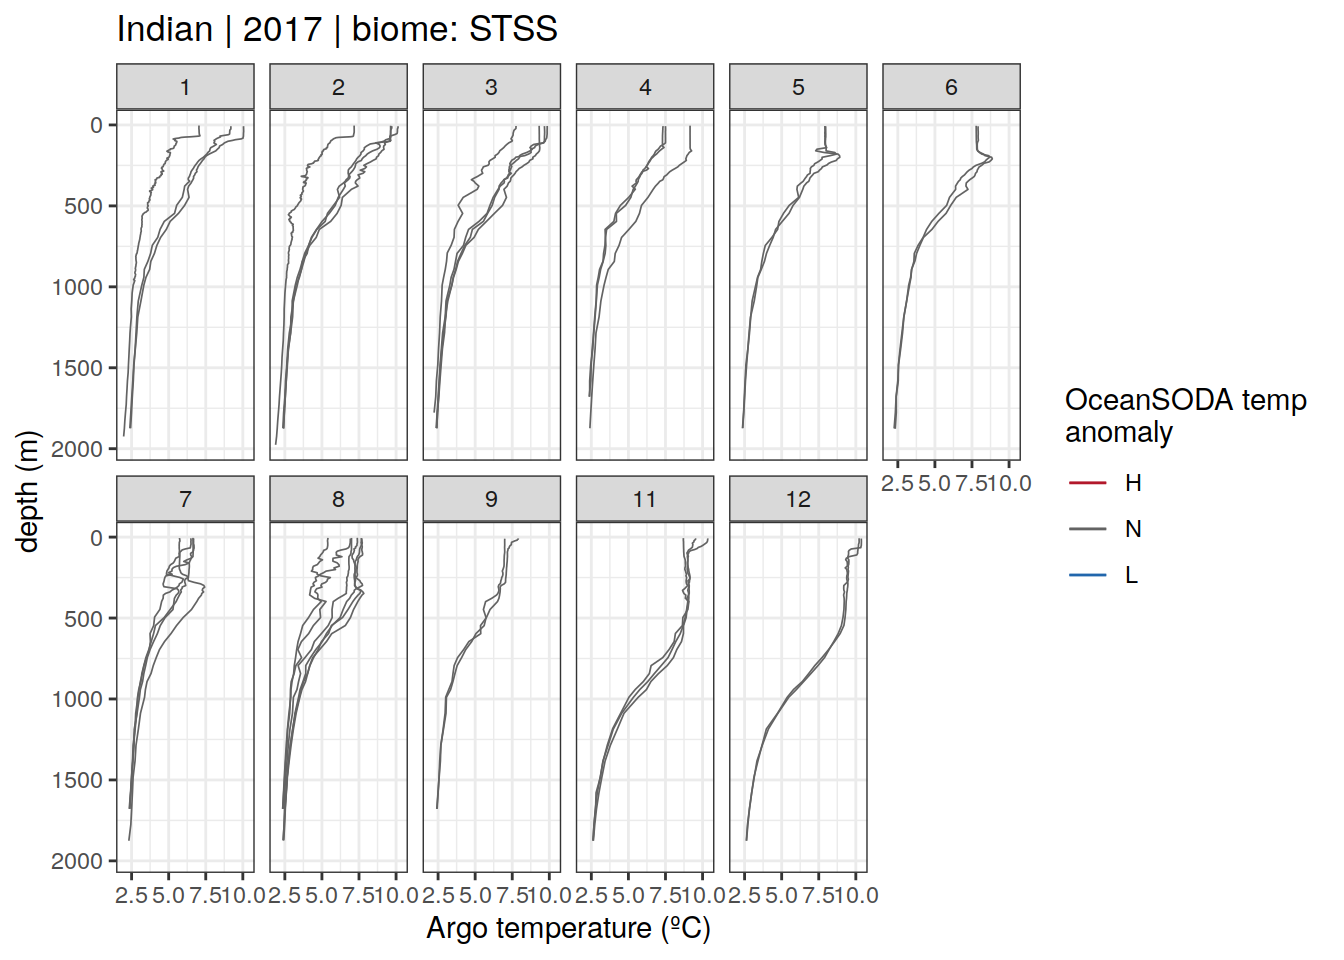 Indian | 2017 | biome: STSS
1 2 3 4 5 6
0
500
1000
1500
2000
2.5 5.0 7.5 10.0
7 8 9 11 12
0
500
1000
1500
2000
2.5 5.0 7.5 10.0 2.5 5.0 7.5 10.0 2.5 5.0 7.5 10.0 2.5 5.0 7.5 10.0 2.5 5.0 7.5 10.0
Argo temperature (ºC)
depth (m)
OceanSODA temp
anomaly
H
N
L